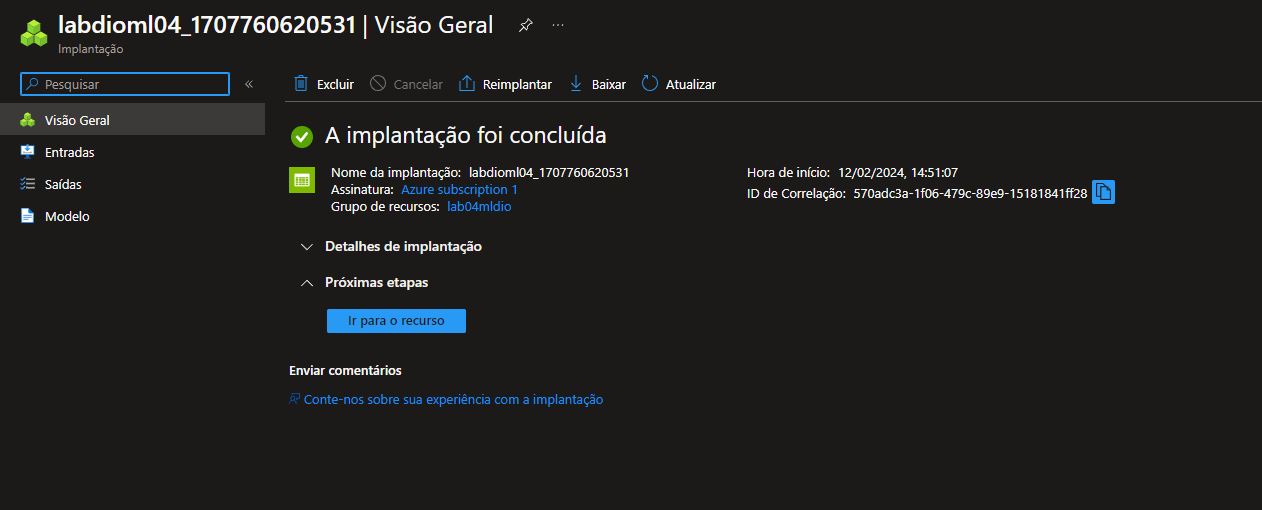 labdioml04_1707760620531 | Visão Geral
Implantação
Pesquisar
Excluir Cancelar Reimplantar Baixar Atualizar
Visão Geral
Entradas
Saídas
Modelo
A implantação foi concluída
Nome da implantação: labdioml04_1707760620531
Assinatura: Azure subscription 1
Grupo de recursos: lab04mldio
Hora de início: 12/02/2024, 14:51:07
ID de Correlação: 570adc3a-1f06-479c-89e9-15181841ff28
Detalhes de implantação
Próximas etapas
Ir para o recurso
Enviar comentários
Conte-nos sobre sua experiência com a implantação